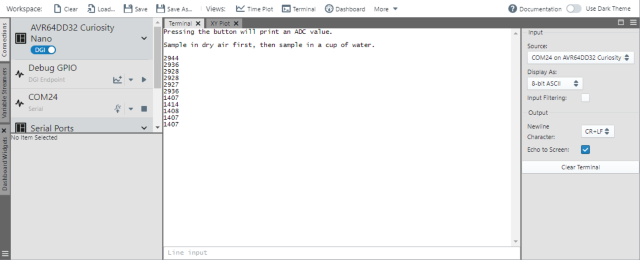 Workspace: Clear Load... Save Save As... Views: Time Plot Terminal Dashboard More Documentation Use Dark Theme
Connections
Variable Streamers
Dashboard Widgets
AVR64DD32 Curiosity
Nano
DGI
Debug GPIO
DGI Endpoint
COM24
Serial
Serial Ports
No Item Selected
Terminal XY Plot
Pressing the button will print an ADC value.
Sample in dry air first, then sample in a cup of water.
2944
2936
2928
2928
2927
2936
1407
1414
1408
1407
1407
Line input
Input
Source:
COM24 on AVR64DD32 Curiosity
Display As:
8-bit ASCII
Input Filtering:
Output
Newline
Character:
CR+LF
Echo to Screen:
Clear Terminal